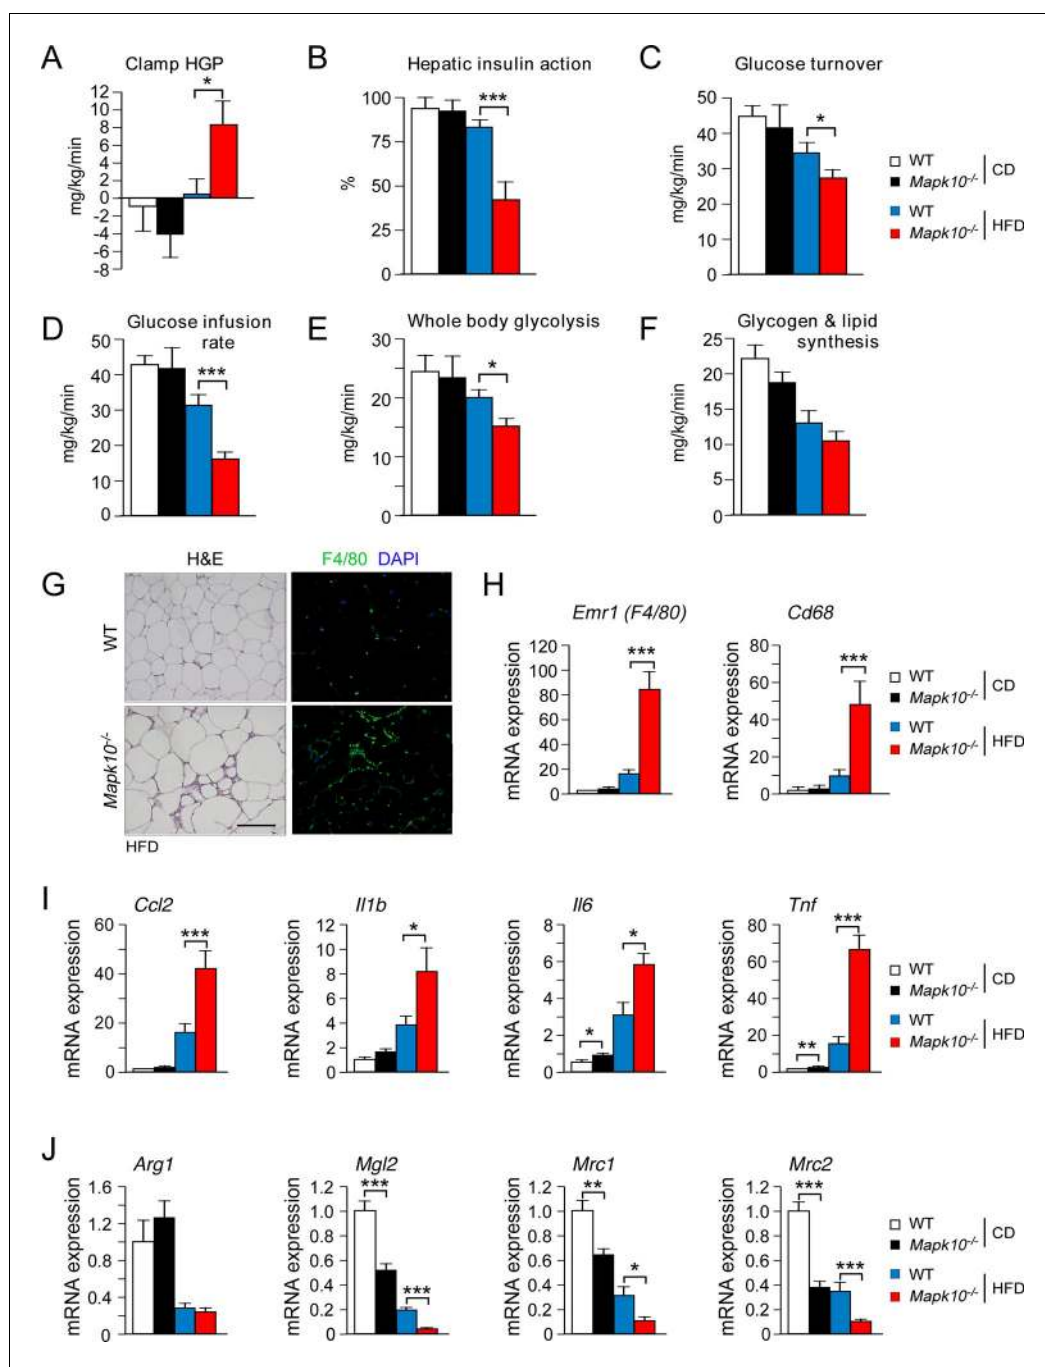 A
Clamp HGP
*
12
10
8
6
4
2
0
-2
-4
-6
-8
mg/kg/min
B
Hepatic insulin action
***
100
75
50
25
0
%
C
Glucose turnover
*
50
40
30
20
10
0
mg/kg/min
WT
Mapk10-/-
CD
WT
Mapk10-/-
HFD
D
Glucose infusion
rate
***
50
40
30
20
10
0
mg/kg/min
E
Whole body glycolysis
*
30
20
10
0
mg/kg/min
F
Glycogen & lipid
synthesis
25
20
15
10
5
0
mg/kg/min
G
H&E
F4/80 DAPI
WT
Mapk10-/-
HFD
H
Emr1 (F4/80)
***
120
100
80
60
40
20
0
mRNA expression
Cd68
***
80
60
40
20
0
mRNA expression
WT
Mapk10-/-
CD
WT
Mapk10-/-
HFD
I
Ccl2
***
60
40
20
0
mRNA expression
Il1b
*
12
10
8
6
4
2
0
mRNA expression
Il6
*
*
8
6
4
2
0
mRNA expression
Tnf
***
**
80
60
40
20
0
mRNA expression
WT
Mapk10-/-
CD
WT
Mapk10-/-
HFD
J
Arg1
1.6
1.2
0.8
0.4
0
mRNA expression
Mgl2
***
***
1.2
1.0
0.8
0.6
0.4
0.2
0
mRNA expression
Mrc1
**
*
1.2
1.0
0.8
0.6
0.4
0.2
0
mRNA expression
Mrc2
***
***
1.2
1.0
0.8
0.6
0.4
0.2
0
mRNA expression
WT
Mapk10-/-
CD
WT
Mapk10-/-
HFD